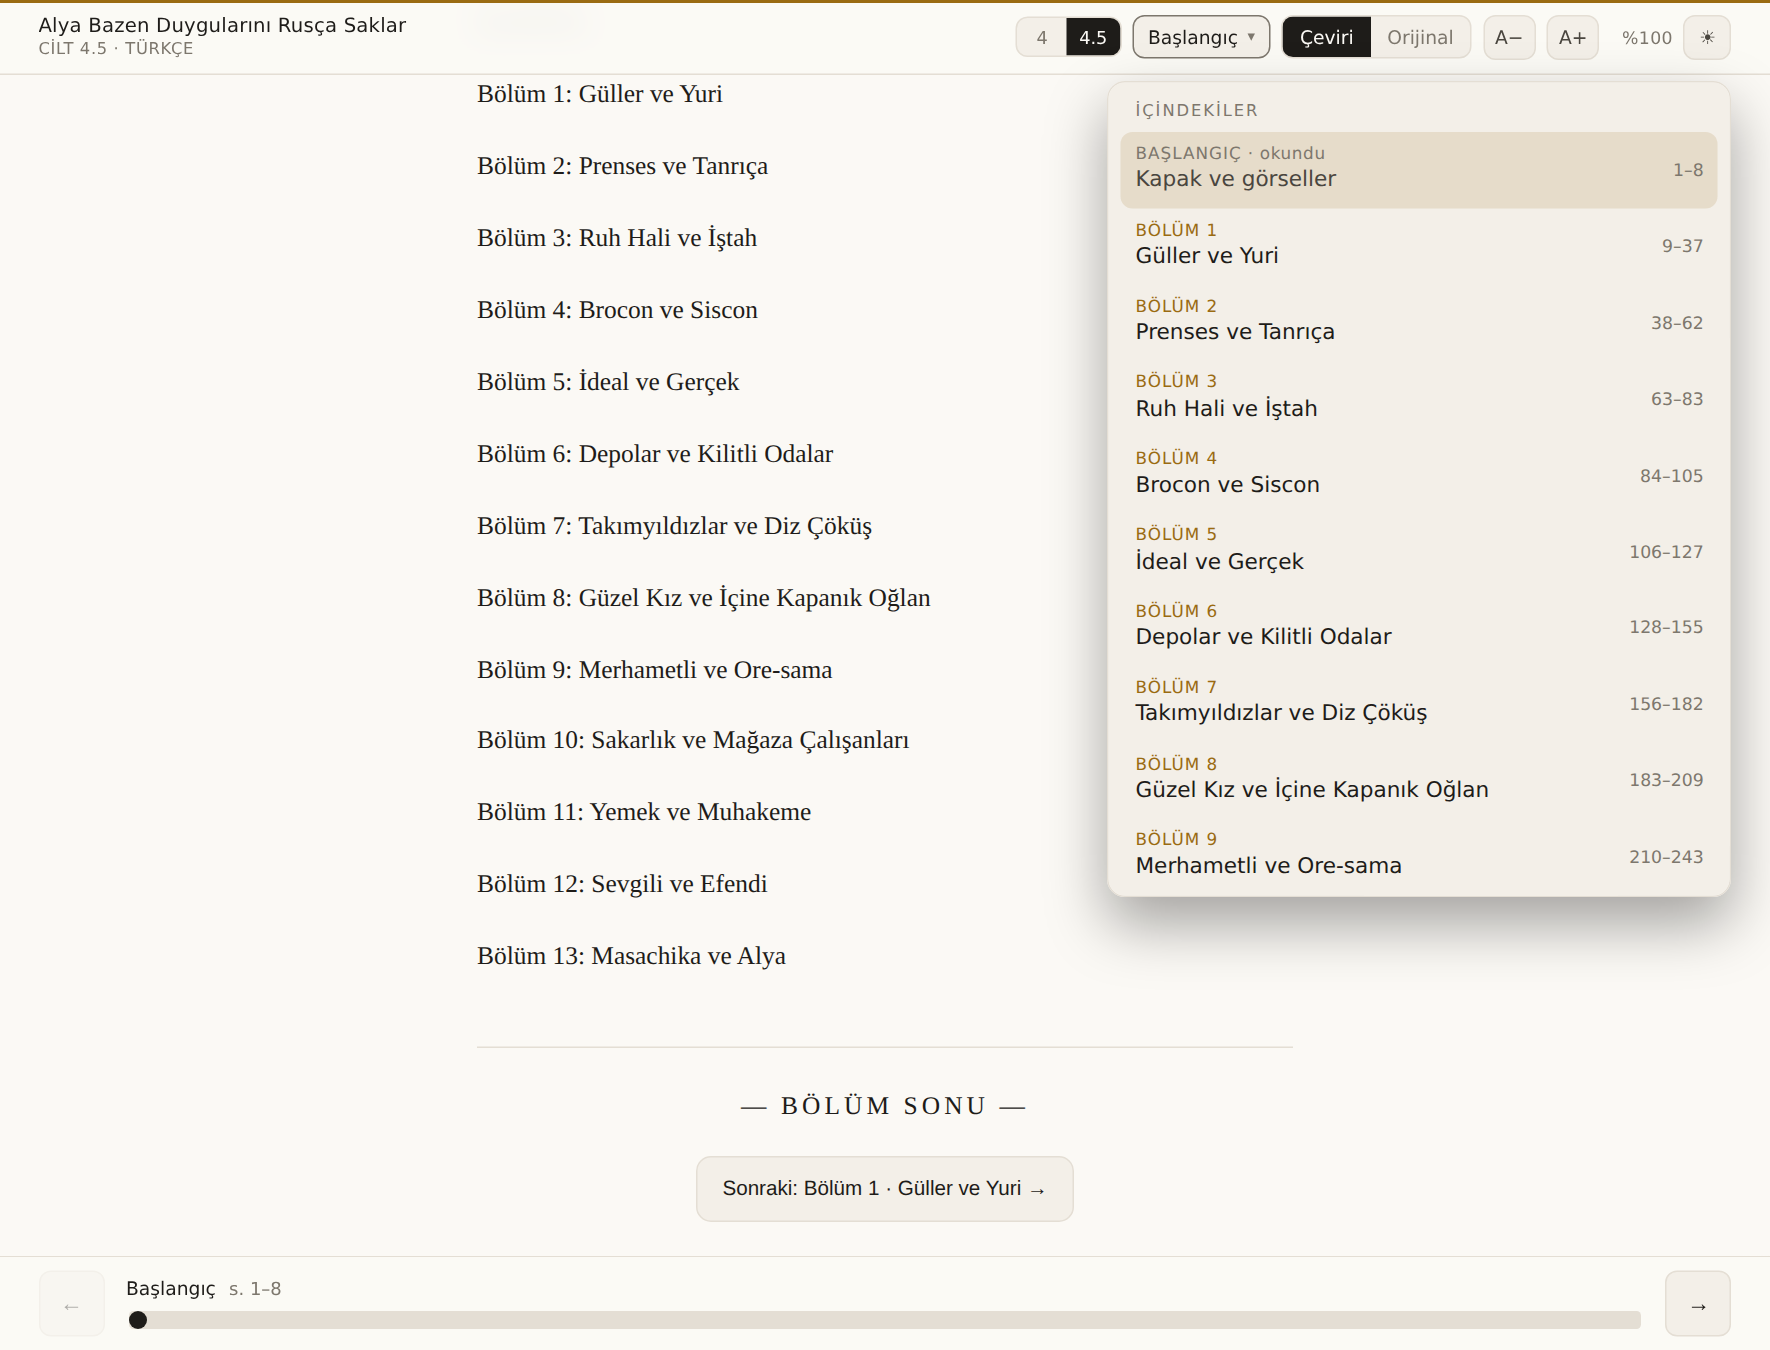 Alya Bazen Duygularını Rusça Saklar
CİLT 4.5 · TÜRKÇE
4 4.5 Başlangıç ▾ Çeviri Orijinal A− A+ %100 ☀
Bölüm 1: Güller ve Yuri
Bölüm 2: Prenses ve Tanrıça
Bölüm 3: Ruh Hali ve İştah
Bölüm 4: Brocon ve Siscon
Bölüm 5: İdeal ve Gerçek
Bölüm 6: Depolar ve Kilitli Odalar
Bölüm 7: Takımyıldızlar ve Diz Çöküş
Bölüm 8: Güzel Kız ve İçine Kapanık Oğlan
Bölüm 9: Merhametli ve Ore-sama
Bölüm 10: Sakarlık ve Mağaza Çalışanları
Bölüm 11: Yemek ve Muhakeme
Bölüm 12: Sevgili ve Efendi
Bölüm 13: Masachika ve Alya
İÇİNDEKİLER
BAŞLANGIÇ · okundu
Kapak ve görseller
1–8
BÖLÜM 1
Güller ve Yuri
9–37
BÖLÜM 2
Prenses ve Tanrıça
38–62
BÖLÜM 3
Ruh Hali ve İştah
63–83
BÖLÜM 4
Brocon ve Siscon
84–105
BÖLÜM 5
İdeal ve Gerçek
106–127
BÖLÜM 6
Depolar ve Kilitli Odalar
128–155
BÖLÜM 7
Takımyıldızlar ve Diz Çöküş
156–182
BÖLÜM 8
Güzel Kız ve İçine Kapanık Oğlan
183–209
BÖLÜM 9
Merhametli ve Ore-sama
210–243
— BÖLÜM SONU —
Sonraki: Bölüm 1 · Güller ve Yuri →
← Başlangıç s. 1–8 →